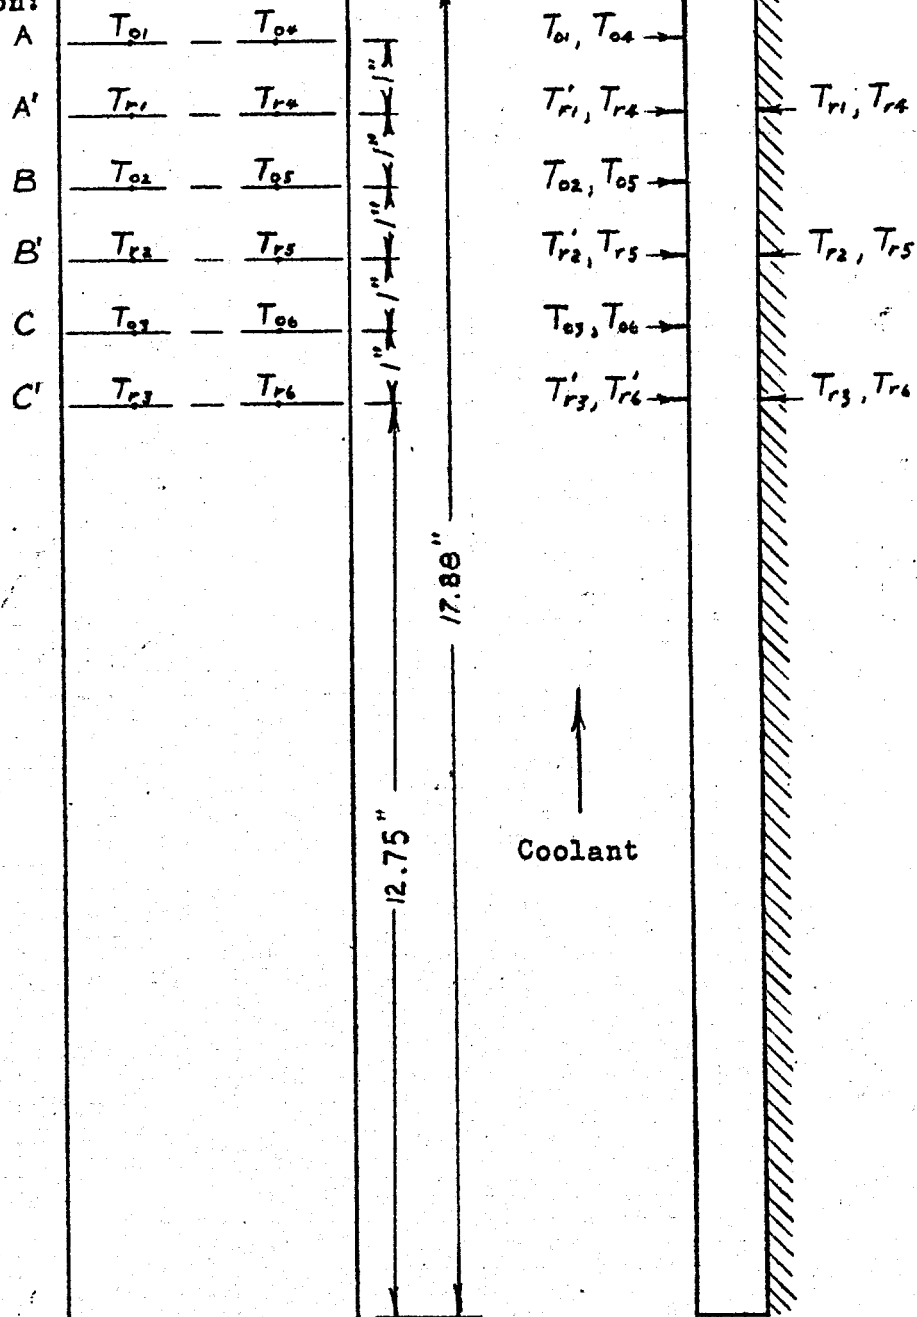 on:
A T01 T04 T01, T04
1"
A' Tr1 Tr4 T'r1, Tr4 Tr1, Tr4
1"
B T02 T05 T02, T05
1"
B' Tr2 Tr5 T'r2, Tr5 Tr2, Tr5
1"
C T03 T06 T03, T06
1"
C' Tr3 Tr6 T'r3, T'r6 Tr3, Tr6
17.88"
12.75"
Coolant